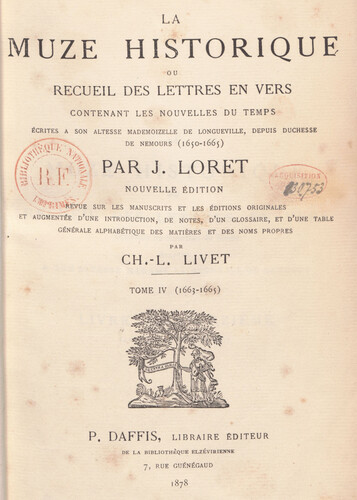 LA
MUZE HISTORIQUE
OU
RECUEIL DES LETTRES EN VERS
CONTENANT LES NOUVELLES DU TEMPS
ÉCRITES A SON ALTESSE MADEMOIZELLE DE LONGUEVILLE, DEPUIS DUCHESSE
DE NEMOURS (1650-1665)
PAR J. LORET
BIBLIOTHÈQUE NATIONALE
R.F.
IMPRIMÉS
NOUVELLE ÉDITION
REVUE SUR LES MANUSCRITS ET LES ÉDITIONS ORIGINALES
ET AUGMENTÉE D'UNE INTRODUCTION, DE NOTES, D'UN GLOSSAIRE, ET D'UNE TABLE
GÉNÉRALE ALPHABÉTIQUE DES MATIÈRES ET DES NOMS PROPRES
PAR
CH.-L. LIVET
TOME IV (1663-1665)
P. DAFFIS, LIBRAIRE ÉDITEUR
DE LA BIBLIOTHÈQUE ELZÉVIRIENNE
7, RUE GUÉNÉGAUD
1878